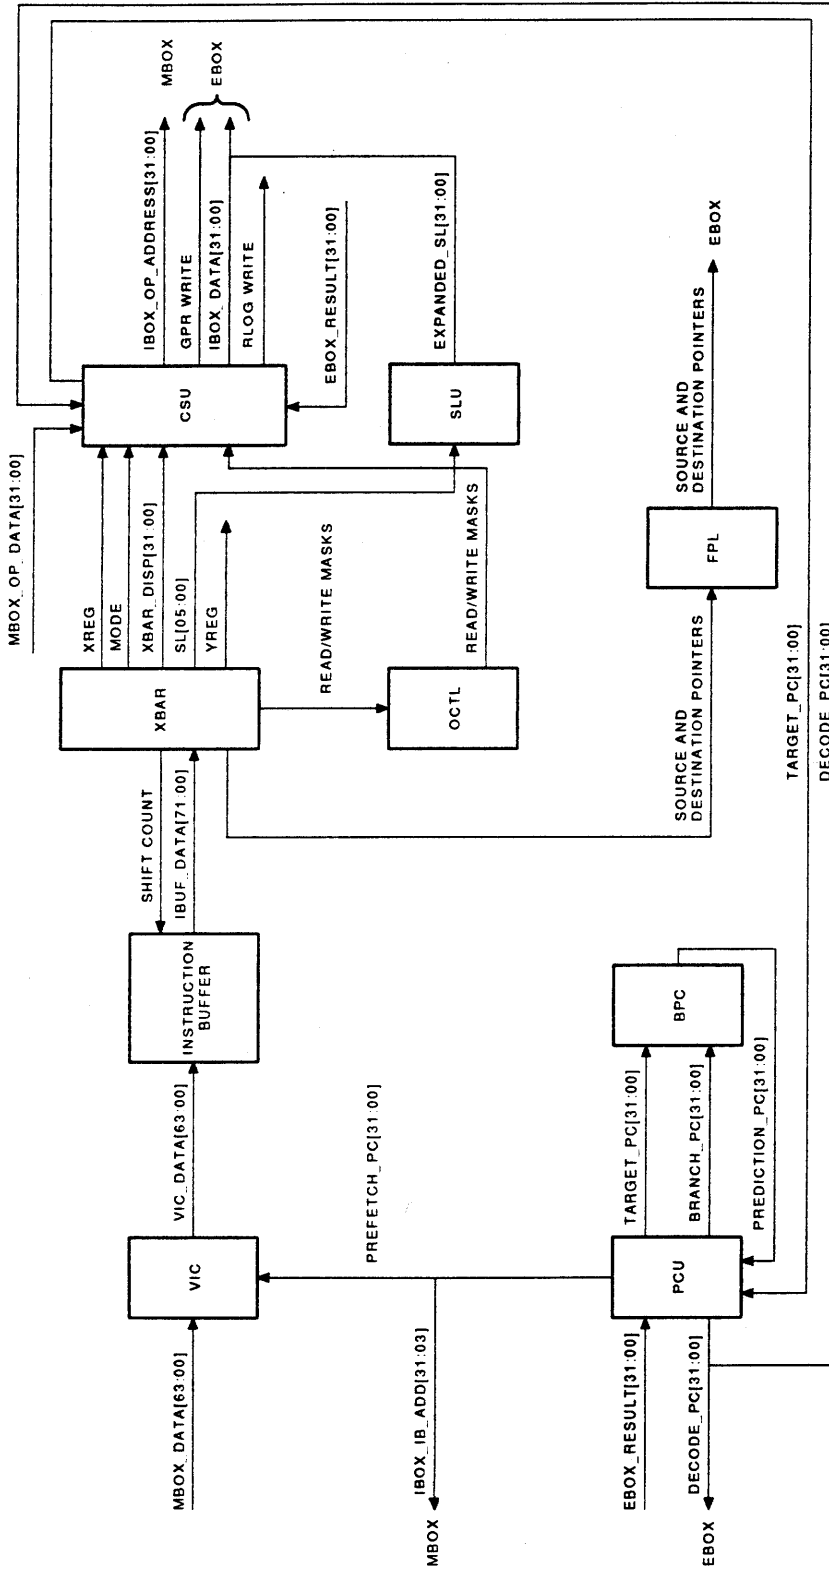 MBOX_OP_DATA[31:00]
XREG
MODE
XBAR_DISP[31:00]
SL[05:00]
YREG
IBOX_OP_ADDRESS[31:00]
MBOX
GPR WRITE
IBOX_DATA[31:00]
EBOX
RLOG WRITE
EBOX_RESULT[31:00]
CSU
MBOX_DATA[63:00]
VIC
VIC_DATA[63:00]
INSTRUCTION
BUFFER
SHIFT COUNT
IBUF_DATA[71:00]
XBAR
READ/WRITE MASKS
OCTL
READ/WRITE MASKS
SLU
EXPANDED_SL[31:00]
PREFETCH_PC[31:00]
IBOX_IB_ADD[31:03]
MBOX
SOURCE AND
DESTINATION POINTERS
FPL
SOURCE AND
DESTINATION POINTERS
EBOX
EBOX_RESULT[31:00]
DECODE_PC[31:00]
EBOX
PCU
TARGET_PC[31:00]
BRANCH_PC[31:00]
PREDICTION_PC[31:00]
BPC
TARGET_PC[31:00]
DECODE_PC[31:00]